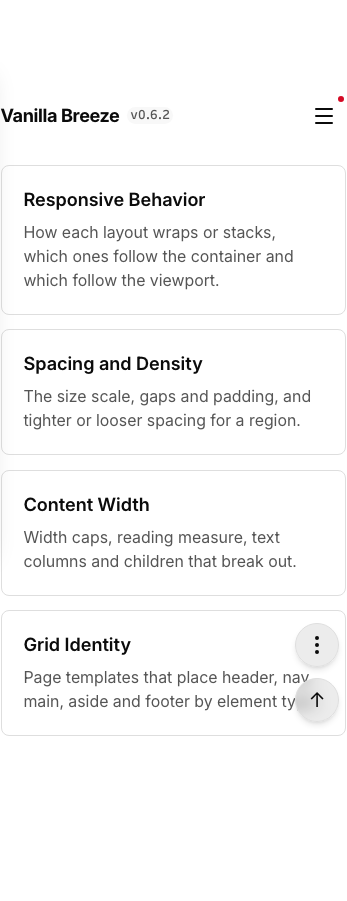 Vanilla Breeze v0.6.2
Responsive Behavior
How each layout wraps or stacks,
which ones follow the container and
which follow the viewport.
Spacing and Density
The size scale, gaps and padding, and
tighter or looser spacing for a region.
Content Width
Width caps, reading measure, text
columns and children that break out.
Grid Identity
Page templates that place header, nav,
main, aside and footer by element